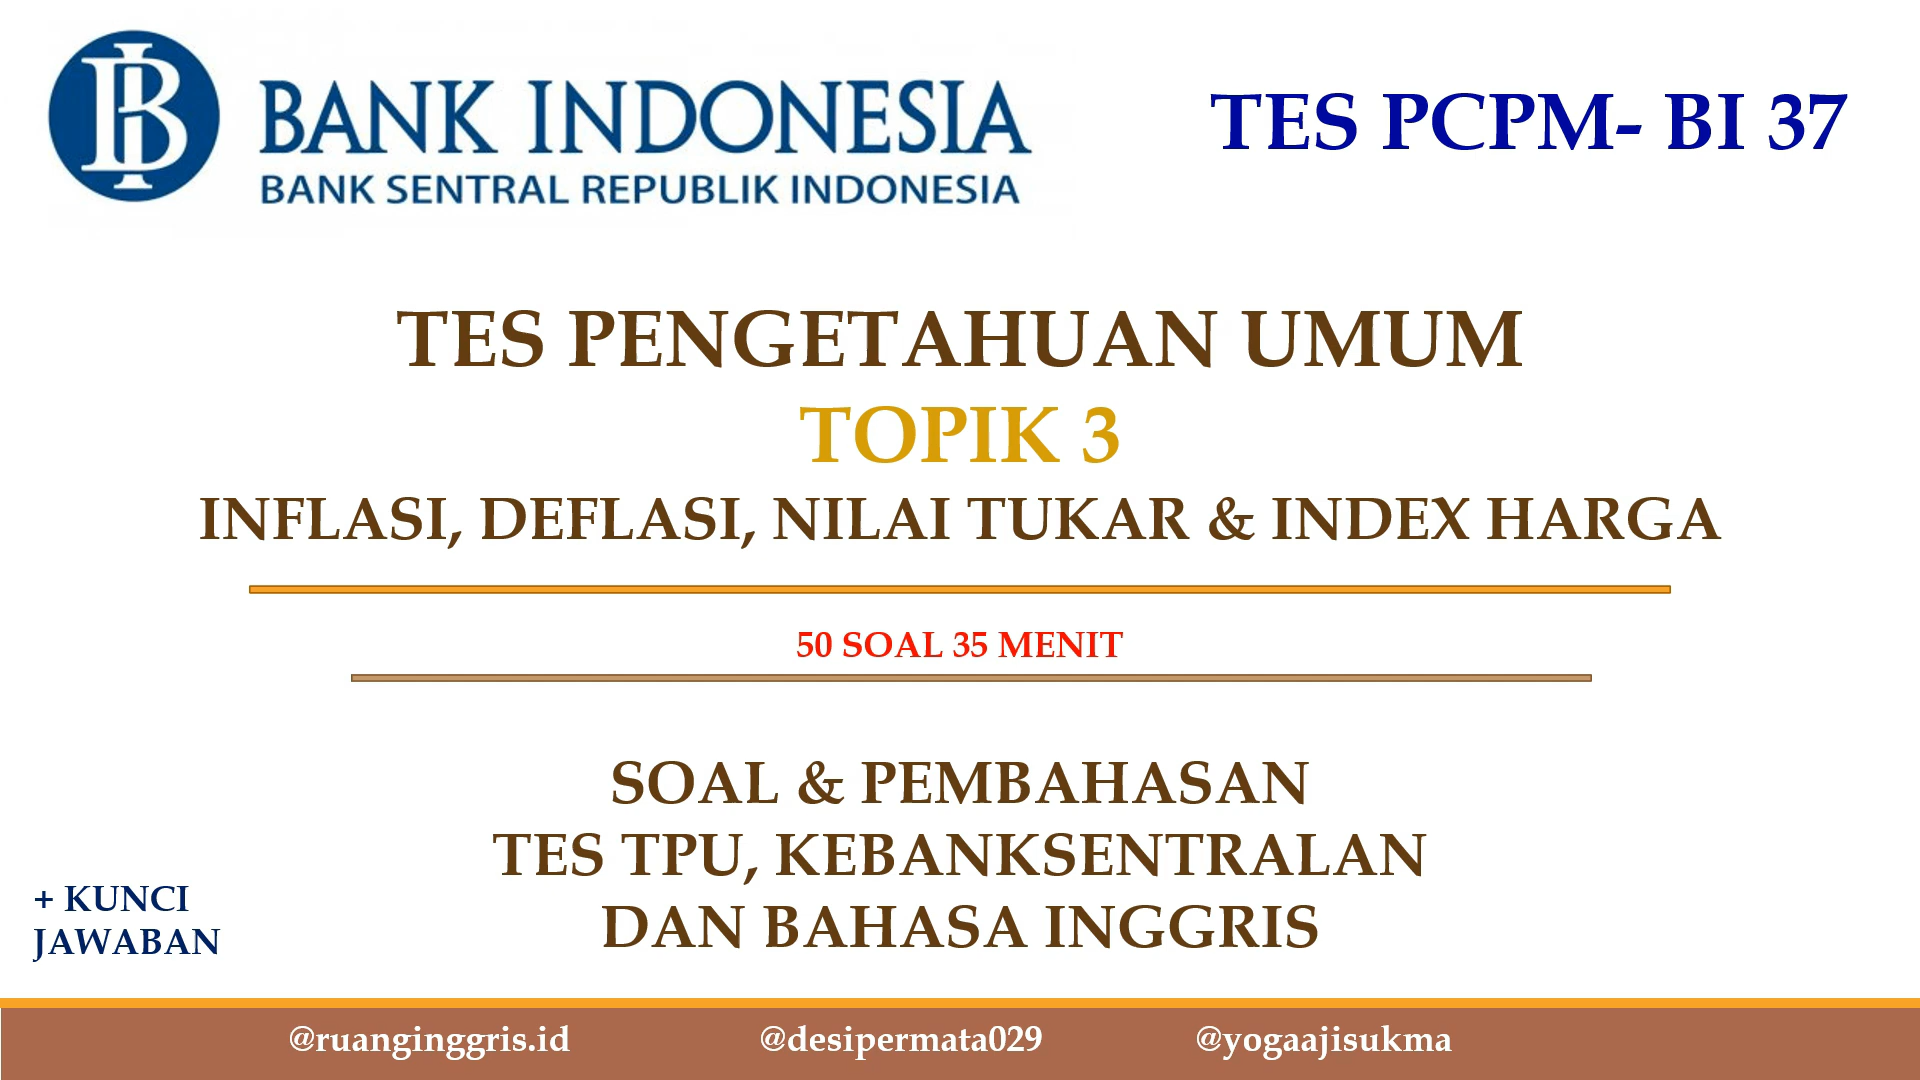 BANK INDONESIA
BANK SENTRAL REPUBLIK INDONESIA
TES PCPM- BI 37
TES PENGETAHUAN UMUM
TOPIK 3
INFLASI, DEFLASI, NILAI TUKAR & INDEX HARGA
50 SOAL 35 MENIT
SOAL & PEMBAHASAN
TES TPU, KEBANKSENTRALAN
DAN BAHASA INGGRIS
+ KUNCI
JAWABAN
@ruanginggris.id
@desipermata029
@yogaajisukma